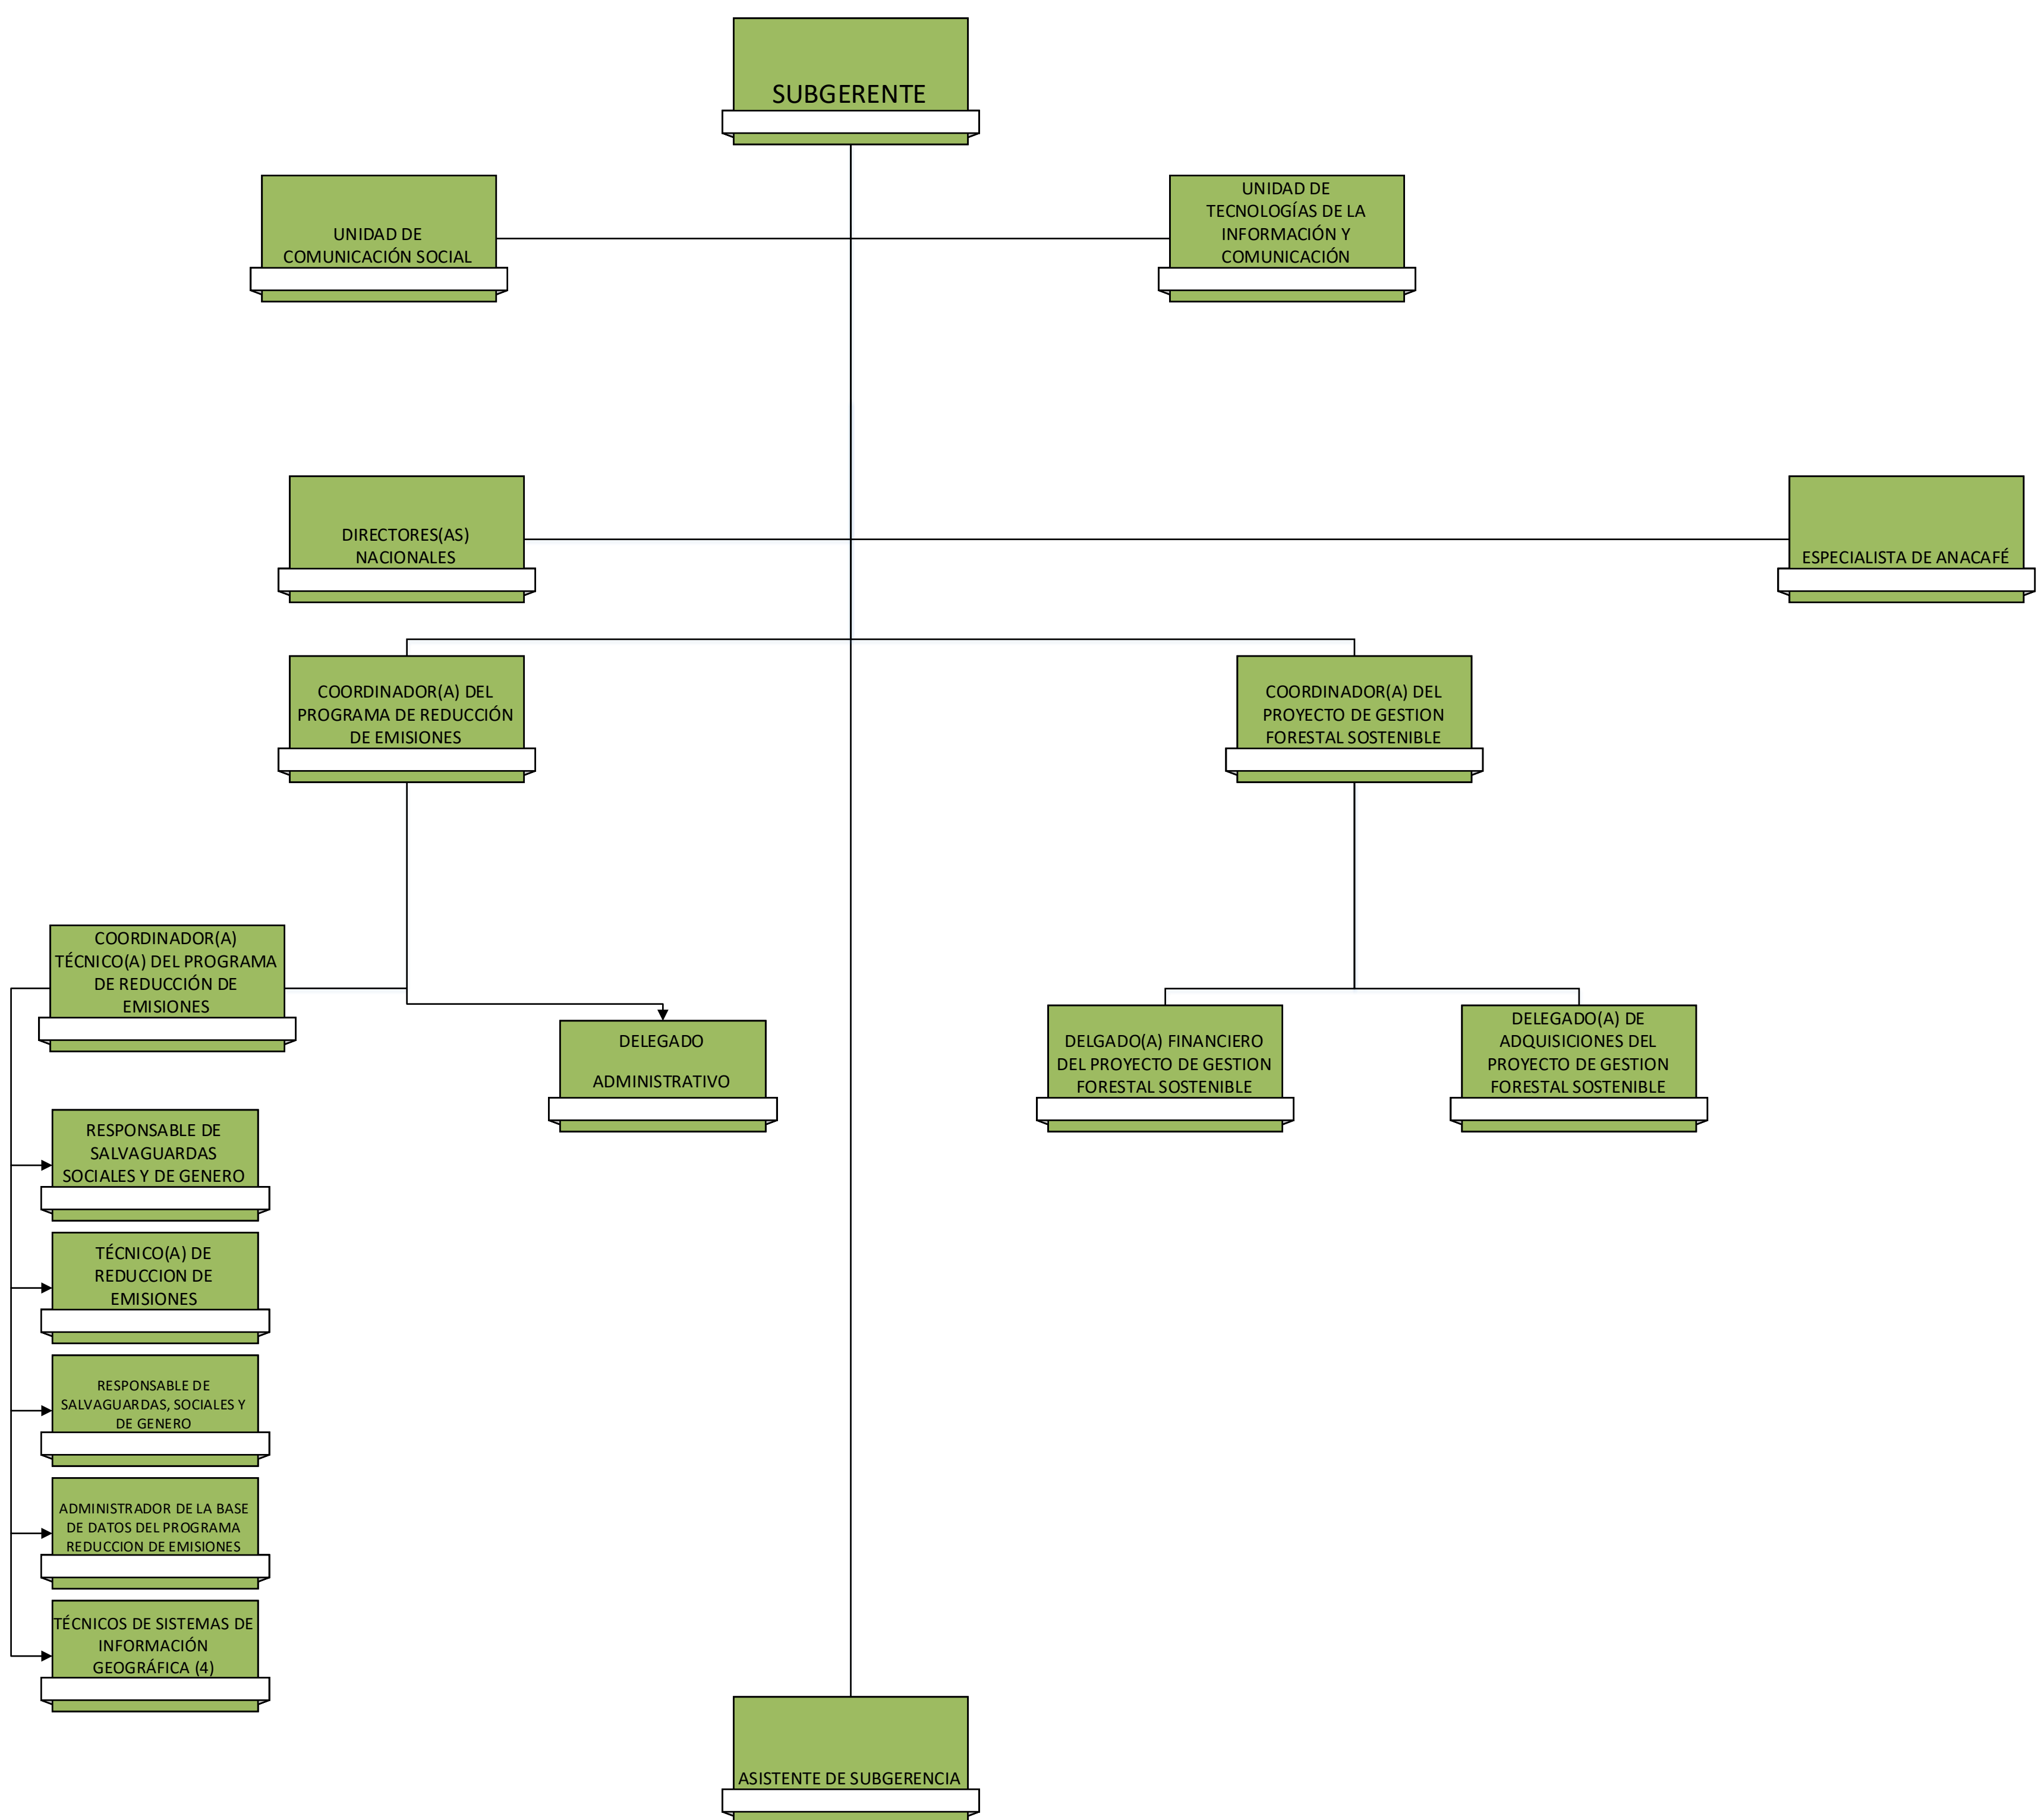 SUBGERENTE
UNIDAD DE
COMUNICACIÓN SOCIAL
UNIDAD DE
TECNOLOGÍAS DE LA
INFORMACIÓN Y
COMUNICACIÓN
DIRECTORES(AS)
NACIONALES
ESPECIALISTA DE ANACAFÉ
COORDINADOR(A) DEL
PROGRAMA DE REDUCCIÓN
DE EMISIONES
COORDINADOR(A) DEL
PROYECTO DE GESTION
FORESTAL SOSTENIBLE
COORDINADOR(A)
TÉCNICO(A) DEL PROGRAMA
DE REDUCCIÓN DE
EMISIONES
DELEGADO
ADMINISTRATIVO
DELGADO(A) FINANCIERO
DEL PROYECTO DE GESTION
FORESTAL SOSTENIBLE
DELEGADO(A) DE
ADQUISICIONES DEL
PROYECTO DE GESTION
FORESTAL SOSTENIBLE
RESPONSABLE DE
SALVAGUARDAS
SOCIALES Y DE GENERO
TÉCNICO(A) DE
REDUCCION DE
EMISIONES
RESPONSABLE DE
SALVAGUARDAS, SOCIALES Y
DE GENERO
ADMINISTRADOR DE LA BASE
DE DATOS DEL PROGRAMA
REDUCCION DE EMISIONES
TÉCNICOS DE SISTEMAS DE
INFORMACIÓN
GEOGRÁFICA (4)
ASISTENTE DE SUBGERENCIA